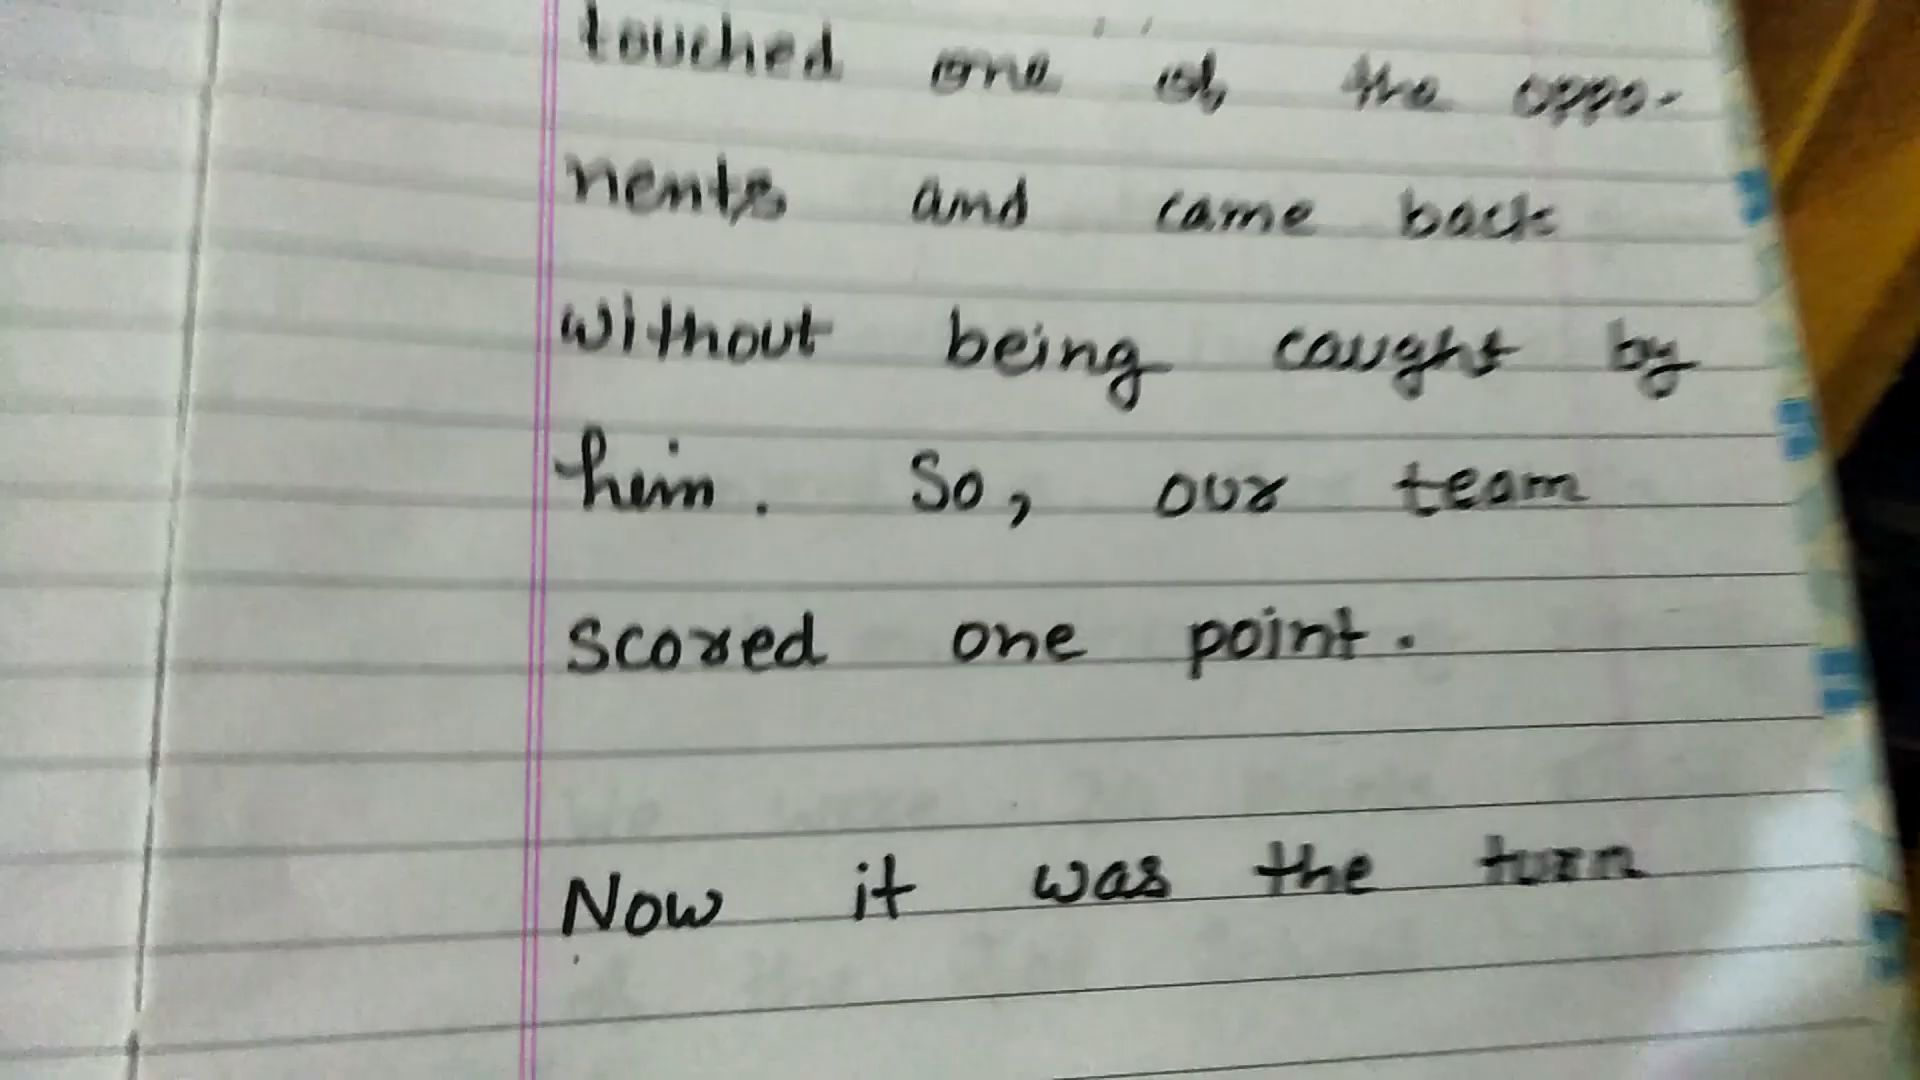 touched one of the oppo-
nents and came back
without being caught by
him. So, our team
scored one point.
Now it was the turn